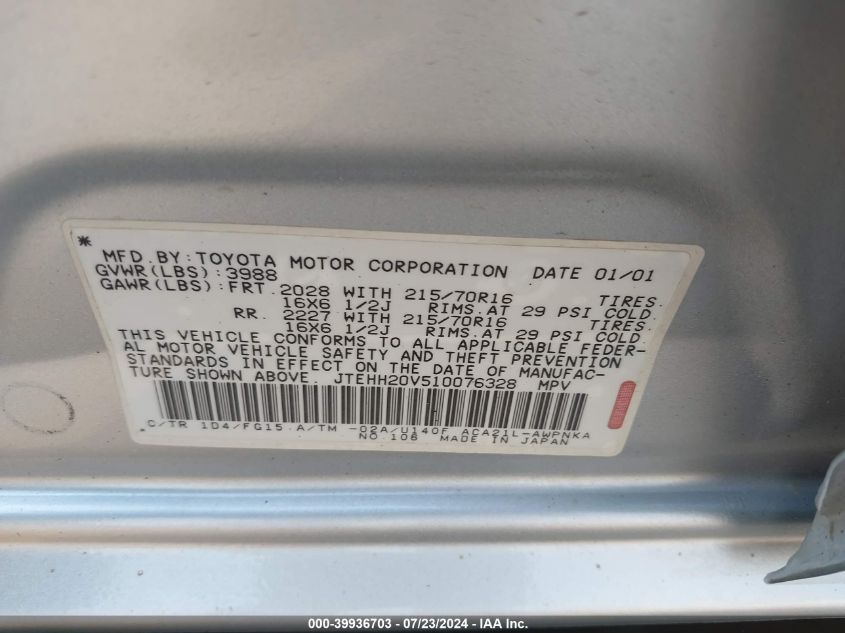 *
MFD.BY:TOYOTA MOTOR CORPORATION DATE 01/01
GVWR(LBS):3988
GAWR(LBS):FRT.2028 WITH 215/70R16 TIRES.
16X6 1/2J RIMS.AT 29 PSI COLD.
RR. 2227 WITH 215/70R16 TIRES.
16X6 1/2J RIMS.AT 29 PSI COLD.
THIS VEHICLE CONFORMS TO ALL APPLICABLE FEDER-
AL MOTOR VEHICLE SAFETY AND THEFT PREVENTION
STANDARDS IN EFFECT ON THE DATE OF MANUFAC-
TURE SHOWN ABOVE. JTEHH20V510076328 MPV
C/TR 1D4/FG15 A/TM -02A/U140F ACA21L-AWPNKA
NO.106 MADE IN JAPAN
000-39936703 - 07/23/2024 - IAA Inc.